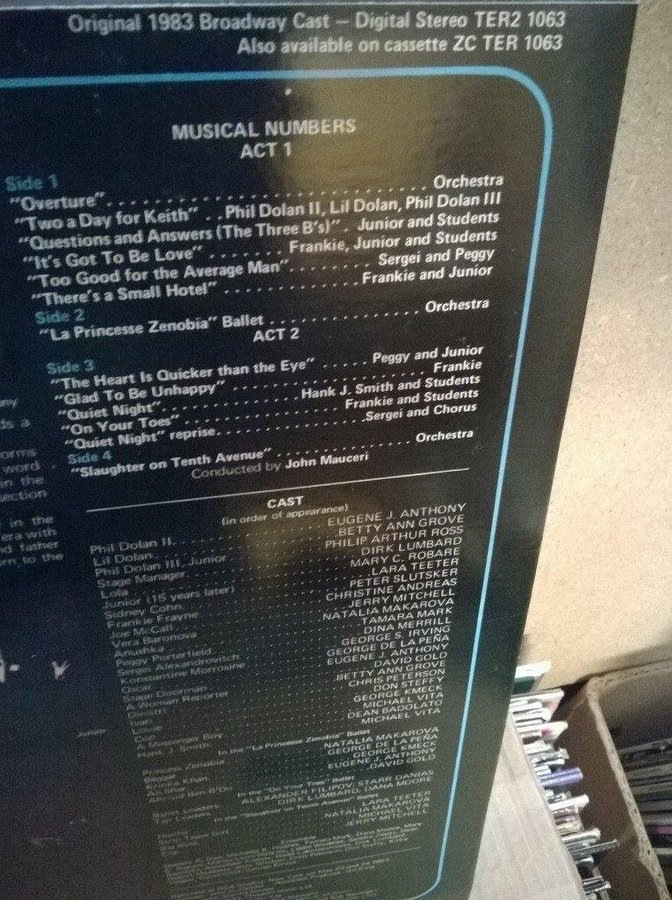 Original 1983 Broadway Cast – Digital Stereo TER2 1063
Also available on cassette ZC TER 1063
MUSICAL NUMBERS
ACT 1
Side 1
"Overture" Orchestra
"Two a Day for Keith" Phil Dolan II, Lil Dolan, Phil Dolan III
"Questions and Answers (The Three B's)" Junior and Students
"It's Got To Be Love" Frankie, Junior and Students
"Too Good for the Average Man" Sergei and Peggy
"There's a Small Hotel" Frankie and Junior
Side 2
"La Princesse Zenobia" Ballet Orchestra
ACT 2
Side 3
"The Heart Is Quicker than the Eye" Peggy and Junior
"Glad To Be Unhappy" Frankie
"Quiet Night" Hank J. Smith and Students
"On Your Toes" Frankie and Students
"Quiet Night" reprise Sergei and Chorus
Side 4
"Slaughter on Tenth Avenue" Orchestra
Conducted by John Mauceri
CAST
(in order of appearance)
Phil Dolan II EUGENE J. ANTHONY
Lil Dolan BETTY ANN GROVE
Phil Dolan III, Junior PHILIP ARTHUR ROSS
Stage Manager DIRK LUMBARD
Lola MARY C. ROBARE
Junior (15 years later) LARA TEETER
Sidney Cohn PETER SLUTSKER
Frankie Frayne CHRISTINE ANDREAS
Joe McCall JERRY MITCHELL
Vera Baronova NATALIA MAKAROVA
Anushka TAMARA MARK
Peggy Porterfield DINA MERRILL
Sergei Alexandrovitch GEORGE S. IRVING
Konstantine Morrosine GEORGE DE LA PEÑA
Oscar EUGENE J. ANTHONY
Stage Doorman DAVID GOLD
A Woman Reporter BETTY ANN GROVE
Dimitri CHRIS PETERSON
Ivan DON STEFFY
GEORGE KMECK
Cop MICHAEL VITA
A Messenger Boy DEAN BADOLATO
Hank J. Smith MICHAEL VITA
In the "La Princesse Zenobia" Ballet
Princess Zenobia NATALIA MAKAROVA
GEORGE DE LA PEÑA
GEORGE KMECK
EUGENE J. ANTHONY
DAVID GOLD
In the "On Your Toes" Ballet
ALEXANDER FILIPOV, STARR DANIAS
DIRK LUMBARD, DANA MOORE
In the "Slaughter on Tenth Avenue" Ballet
LARA TEETER
NATALIA MAKAROVA
MICHAEL VITA
JERRY MITCHELL